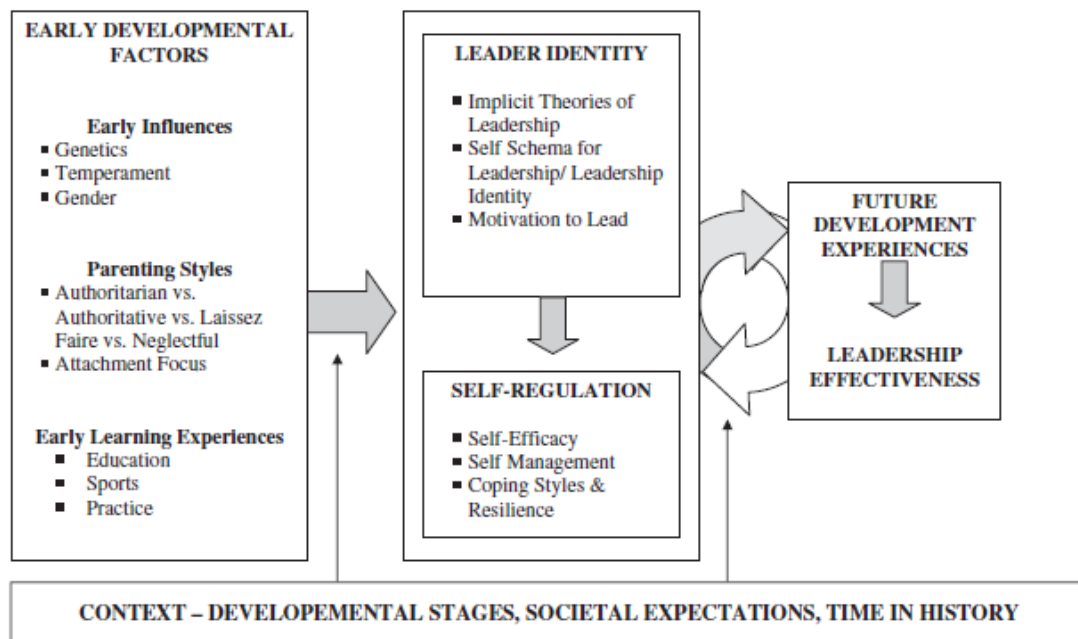 EARLY DEVELOPMENTAL
FACTORS
Early Influences
▪ Genetics
▪ Temperament
▪ Gender
Parenting Styles
▪ Authoritarian vs.
Authoritative vs. Laissez
Faire vs. Neglectful
▪ Attachment Focus
Early Learning Experiences
▪ Education
▪ Sports
▪ Practice
LEADER IDENTITY
▪ Implicit Theories of
Leadership
▪ Self Schema for
Leadership/ Leadership
Identity
▪ Motivation to Lead
SELF-REGULATION
▪ Self-Efficacy
▪ Self Management
▪ Coping Styles &
Resilience
FUTURE
DEVELOPMENT
EXPERIENCES
LEADERSHIP
EFFECTIVENESS
CONTEXT – DEVELOPEMENTAL STAGES, SOCIETAL EXPECTATIONS, TIME IN HISTORY